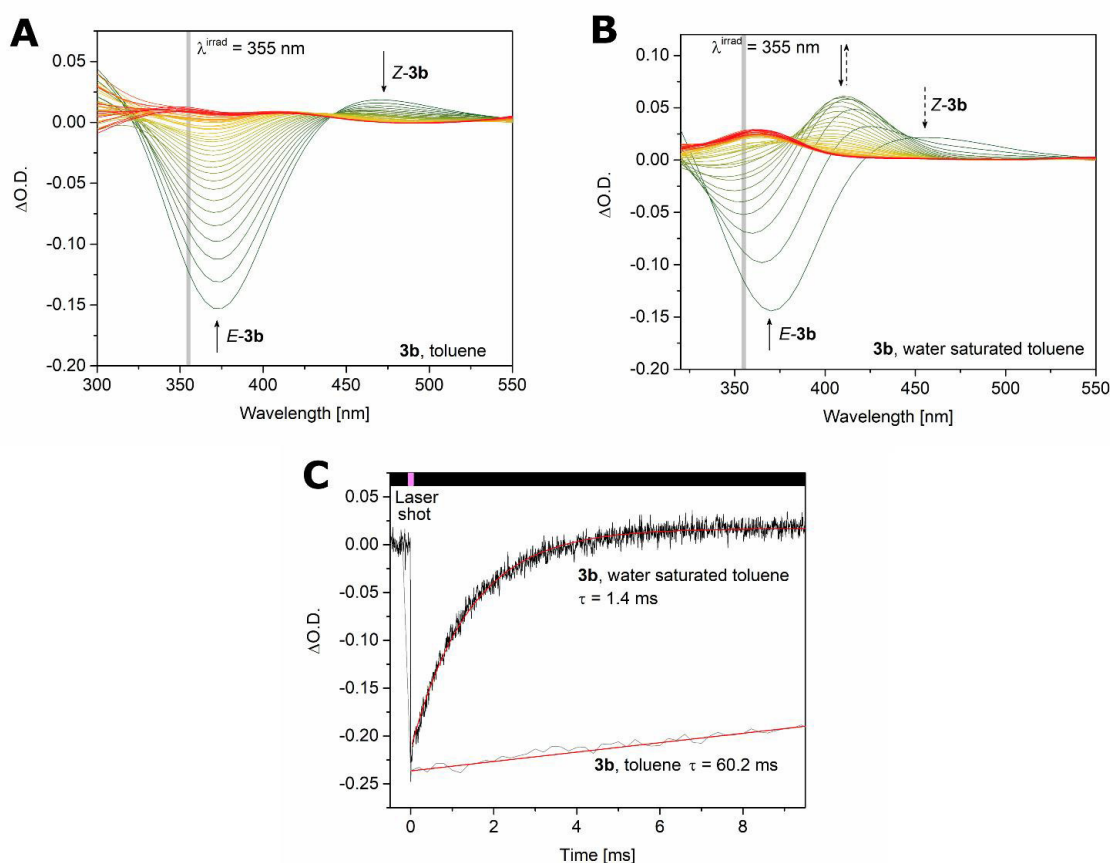 A
λirrad = 355 nm
Z-3b
E-3b
3b, toluene
0.05
0.00
-0.05
-0.10
-0.15
-0.20
ΔO.D.
300 350 400 450 500 550
Wavelength [nm]
B
λirrad = 355 nm
Z-3b
E-3b
3b, water saturated toluene
0.10
0.05
0.00
-0.05
-0.10
-0.15
-0.20
ΔO.D.
350 400 450 500 550
Wavelength [nm]
C
Laser
shot
3b, water saturated toluene
τ = 1.4 ms
3b, toluene τ = 60.2 ms
0.05
0.00
-0.05
-0.10
-0.15
-0.20
-0.25
ΔO.D.
0 2 4 6 8
Time [ms]